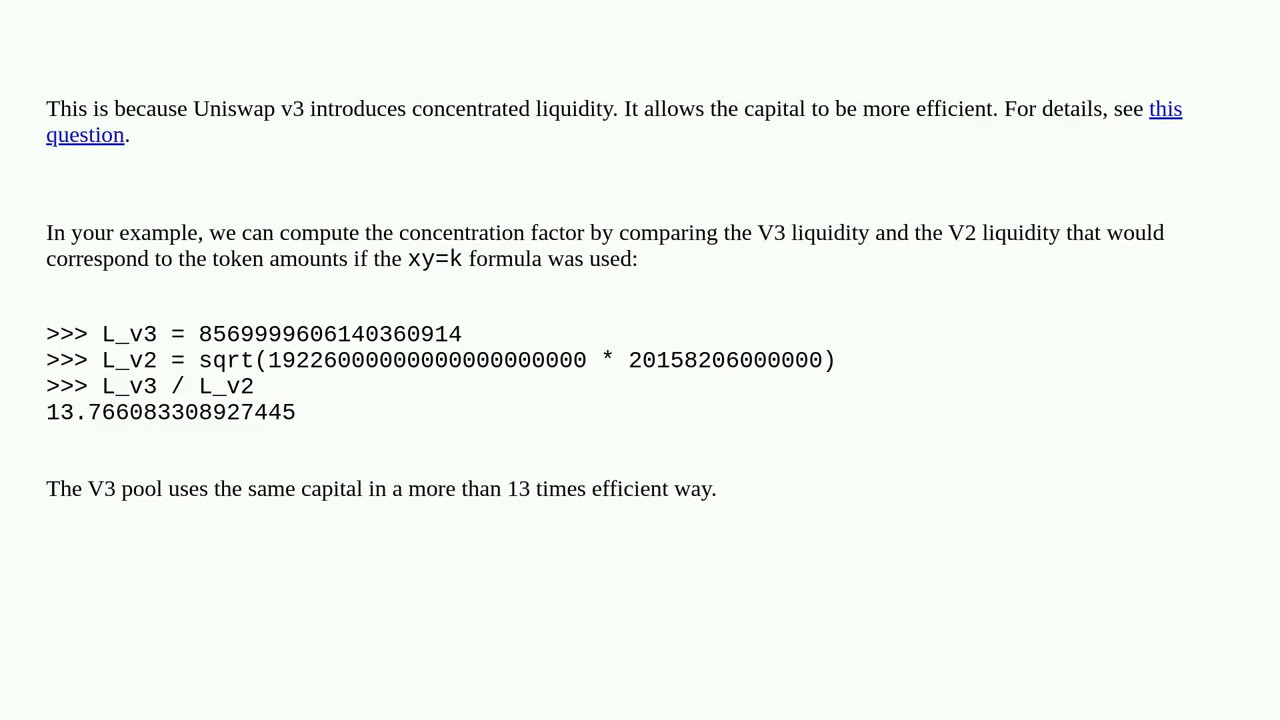 This is because Uniswap v3 introduces concentrated liquidity. It allows the capital to be more efficient. For details, see this
question.
In your example, we can compute the concentration factor by comparing the V3 liquidity and the V2 liquidity that would
correspond to the token amounts if the xy=k formula was used:
>>> L_v3 = 8569999606140360914
>>> L_v2 = sqrt(19226000000000000000000 * 20158206000000)
>>> L_v3 / L_v2
13.766083308927445
The V3 pool uses the same capital in a more than 13 times efficient way.